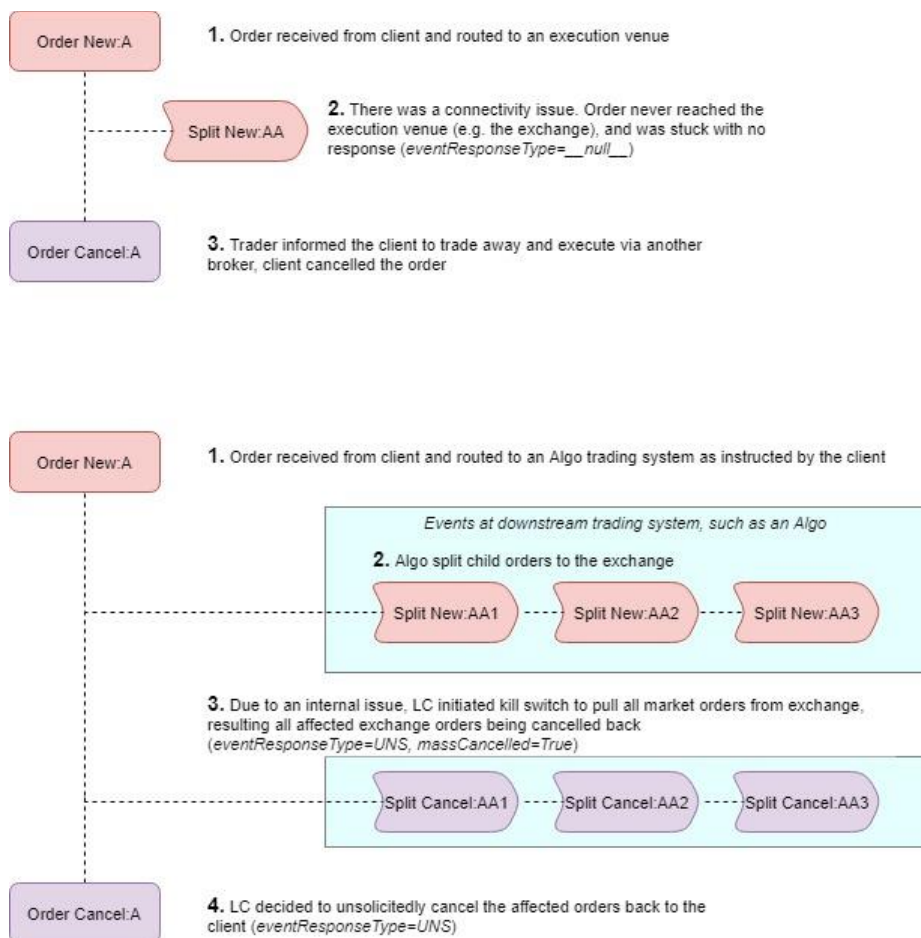 Order New:A
1. Order received from client and routed to an execution venue
Split New:AA
2. There was a connectivity issue. Order never reached the
execution venue (e.g. the exchange), and was stuck with no
response (eventResponseType=__null__)
Order Cancel:A
3. Trader informed the client to trade away and execute via another
broker, client cancelled the order
Order New:A
1. Order received from client and routed to an Algo trading system as instructed by the client
Events at downstream trading system, such as an Algo
2. Algo split child orders to the exchange
Split New:AA1
Split New:AA2
Split New:AA3
3. Due to an internal issue, LC initiated kill switch to pull all market orders from exchange,
resulting all affected exchange orders being cancelled back
(eventResponseType=UNS, massCancelled=True)
Split Cancel:AA1
Split Cancel:AA2
Split Cancel:AA3
Order Cancel:A
4. LC decided to unsolicitedly cancel the affected orders back to the
client (eventResponseType=UNS)